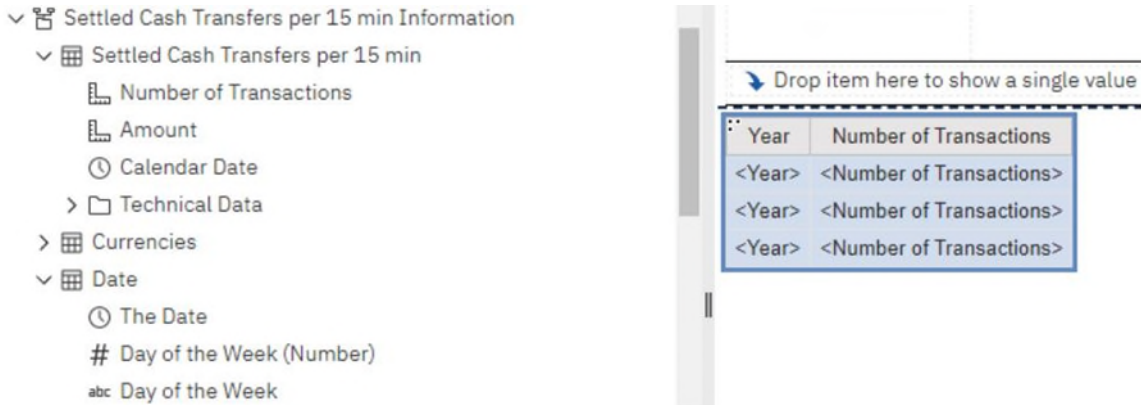 Settled Cash Transfers per 15 min Information
Settled Cash Transfers per 15 min
Number of Transactions
Amount
Calendar Date
Technical Data
Currencies
Date
The Date
# Day of the Week (Number)
abc Day of the Week
Drop item here to show a single value
Year Number of Transactions
<Year> <Number of Transactions>
<Year> <Number of Transactions>
<Year> <Number of Transactions>